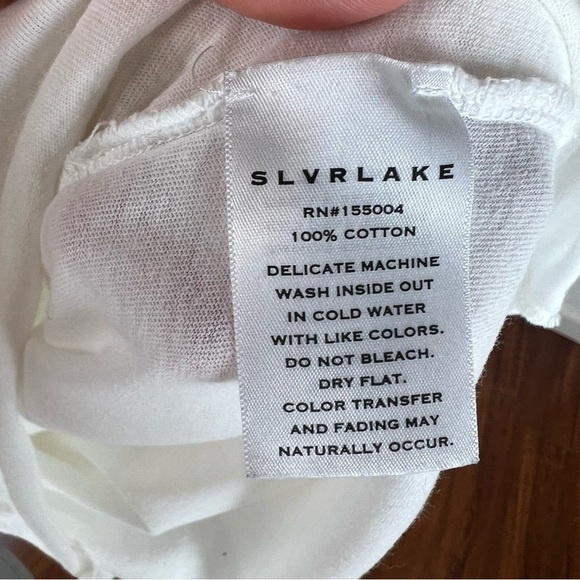 SLVRLAKE
RN#155004
100% COTTON
DELICATE MACHINE
WASH INSIDE OUT
IN COLD WATER
WITH LIKE COLORS.
DO NOT BLEACH.
DRY FLAT.
COLOR TRANSFER
AND FADING MAY
NATURALLY OCCUR.